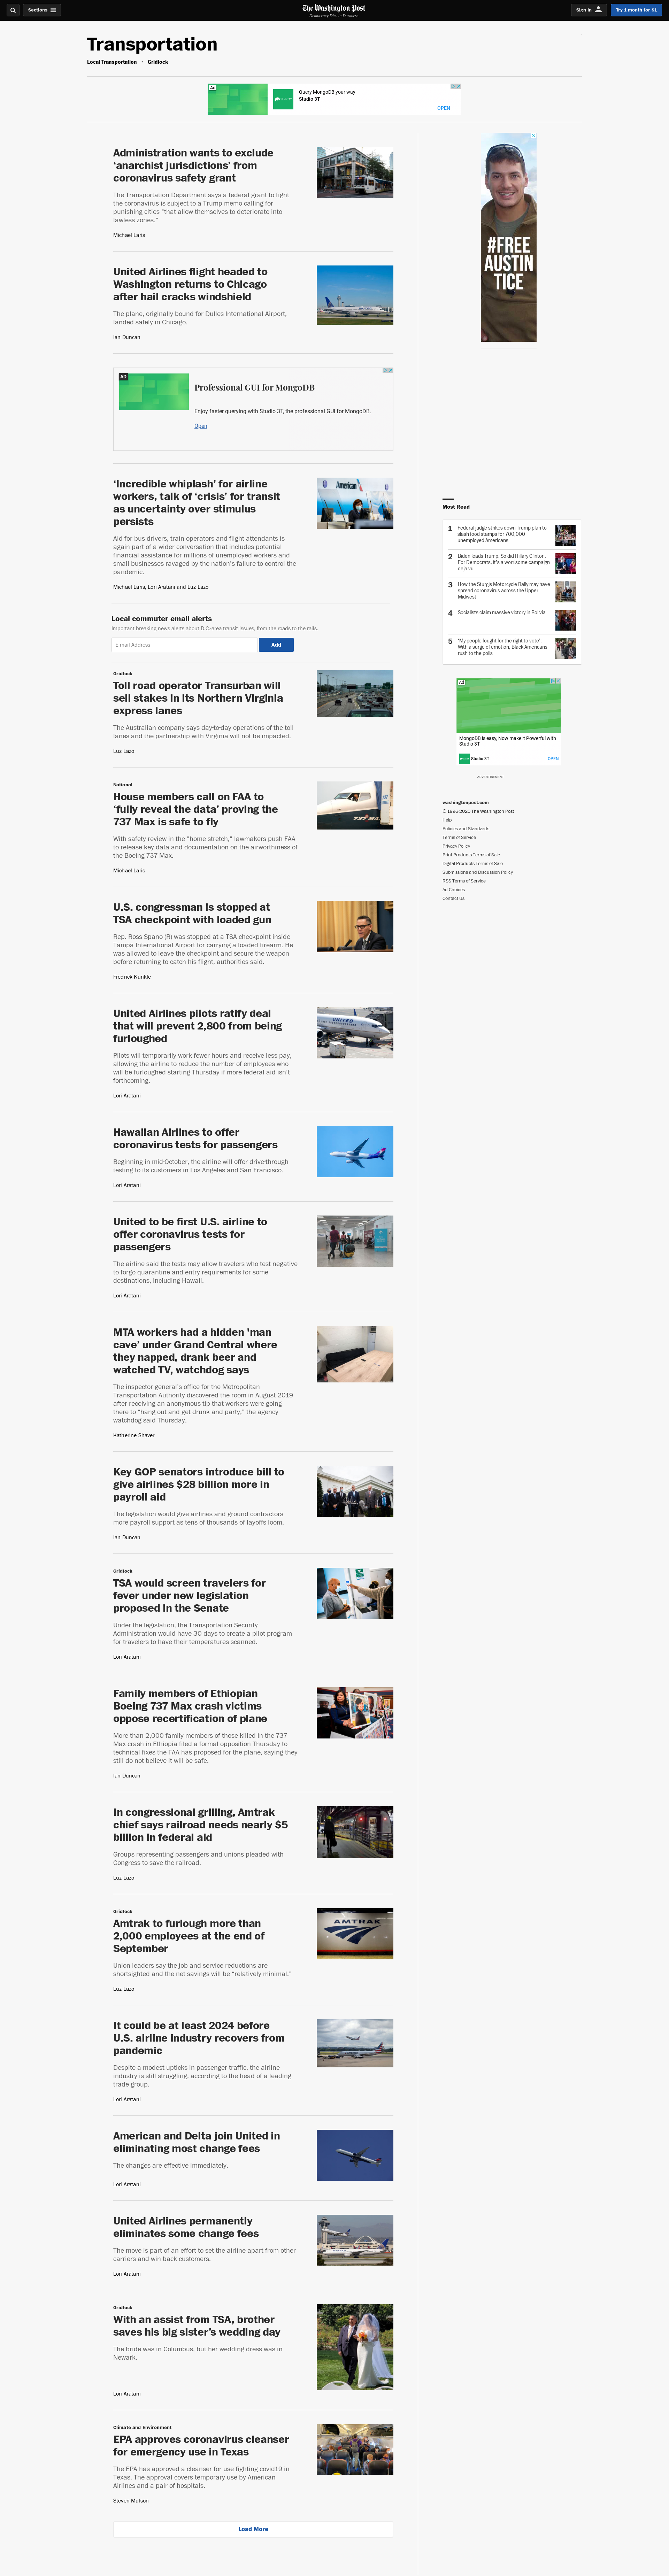 Sections
The Washington Post
Democracy Dies in Darkness
Sign In
Try 1 month for $1
Transportation
Local Transportation • Gridlock
Ad
Query MongoDB your way
Studio 3T
OPEN
Administration wants to exclude
‘anarchist jurisdictions’ from
coronavirus safety grant
The Transportation Department says a federal grant to fight
the coronavirus is subject to a Trump memo calling for
punishing cities “that allow themselves to deteriorate into
lawless zones.”
Michael Laris
United Airlines flight headed to
Washington returns to Chicago
after hail cracks windshield
The plane, originally bound for Dulles International Airport,
landed safely in Chicago.
Ian Duncan
AD
Professional GUI for MongoDB
Enjoy faster querying with Studio 3T, the professional GUI for MongoDB.
Open
‘Incredible whiplash’ for airline
workers, talk of ‘crisis’ for transit
as uncertainty over stimulus
persists
Aid for bus drivers, train operators and flight attendants is
again part of a wider conversation that includes potential
financial assistance for millions of unemployed workers and
small businesses ravaged by the nation’s failure to control the
pandemic.
Michael Laris, Lori Aratani and Luz Lazo
Local commuter email alerts
Important breaking news alerts about D.C.-area transit issues, from the roads to the rails.
E-mail Address
Add
Gridlock
Toll road operator Transurban will
sell stakes in its Northern Virginia
express lanes
The Australian company says day-to-day operations of the toll
lanes and the partnership with Virginia will not be impacted.
Luz Lazo
National
House members call on FAA to
‘fully reveal the data’ proving the
737 Max is safe to fly
With safety review in the “home stretch,” lawmakers push FAA
to release key data and documentation on the airworthiness of
the Boeing 737 Max.
Michael Laris
U.S. congressman is stopped at
TSA checkpoint with loaded gun
Rep. Ross Spano (R) was stopped at a TSA checkpoint inside
Tampa International Airport for carrying a loaded firearm. He
was allowed to leave the checkpoint and secure the weapon
before returning to catch his flight, authorities said.
Fredrick Kunkle
United Airlines pilots ratify deal
that will prevent 2,800 from being
furloughed
Pilots will temporarily work fewer hours and receive less pay,
allowing the airline to reduce the number of employees who
will be furloughed starting Thursday if more federal aid isn’t
forthcoming.
Lori Aratani
Hawaiian Airlines to offer
coronavirus tests for passengers
Beginning in mid-October, the airline will offer drive-through
testing to its customers in Los Angeles and San Francisco.
Lori Aratani
United to be first U.S. airline to
offer coronavirus tests for
passengers
The airline said the tests may allow travelers who test negative
to forgo quarantine and entry requirements for some
destinations, including Hawaii.
Lori Aratani
MTA workers had a hidden 'man
cave’ under Grand Central where
they napped, drank beer and
watched TV, watchdog says
The inspector general’s office for the Metropolitan
Transportation Authority discovered the room in August 2019
after receiving an anonymous tip that workers were going
there to “hang out and get drunk and party,” the agency
watchdog said Thursday.
Katherine Shaver
Key GOP senators introduce bill to
give airlines $28 billion more in
payroll aid
The legislation would give airlines and ground contractors
more payroll support as tens of thousands of layoffs loom.
Ian Duncan
Gridlock
TSA would screen travelers for
fever under new legislation
proposed in the Senate
Under the legislation, the Transportation Security
Administration would have 30 days to create a pilot program
for travelers to have their temperatures scanned.
Lori Aratani
Family members of Ethiopian
Boeing 737 Max crash victims
oppose recertification of plane
More than 2,000 family members of those killed in the 737
Max crash in Ethiopia filed a formal opposition Thursday to
technical fixes the FAA has proposed for the plane, saying they
still do not believe it will be safe.
Ian Duncan
In congressional grilling, Amtrak
chief says railroad needs nearly $5
billion in federal aid
Groups representing passengers and unions pleaded with
Congress to save the railroad.
Luz Lazo
Gridlock
Amtrak to furlough more than
2,000 employees at the end of
September
Union leaders say the job and service reductions are
shortsighted and the net savings will be “relatively minimal.”
Luz Lazo
AMTRAK
It could be at least 2024 before
U.S. airline industry recovers from
pandemic
Despite a modest upticks in passenger traffic, the airline
industry is still struggling, according to the head of a leading
trade group.
Lori Aratani
American and Delta join United in
eliminating most change fees
The changes are effective immediately.
Lori Aratani
United Airlines permanently
eliminates some change fees
The move is part of an effort to set the airline apart from other
carriers and win back customers.
Lori Aratani
Gridlock
With an assist from TSA, brother
saves his big sister’s wedding day
The bride was in Columbus, but her wedding dress was in
Newark.
Lori Aratani
Climate and Environment
EPA approves coronavirus cleanser
for emergency use in Texas
The EPA has approved a cleanser for use fighting covid19 in
Texas. The approval covers temporary use by American
Airlines and a pair of hospitals.
Steven Mufson
Load More
#FREE
AUSTIN
TICE
Most Read
1 Federal judge strikes down Trump plan to
slash food stamps for 700,000
unemployed Americans
2 Biden leads Trump. So did Hillary Clinton.
For Democrats, it’s a worrisome campaign
deja vu
3 How the Sturgis Motorcycle Rally may have
spread coronavirus across the Upper
Midwest
4 Socialists claim massive victory in Bolivia
5 ‘My people fought for the right to vote’:
With a surge of emotion, Black Americans
rush to the polls
Ad
MongoDB is easy, Now make it Powerful with
Studio 3T
Studio 3T
OPEN
ADVERTISEMENT
washingtonpost.com
© 1996-2020 The Washington Post
Help
Policies and Standards
Terms of Service
Privacy Policy
Print Products Terms of Sale
Digital Products Terms of Sale
Submissions and Discussion Policy
RSS Terms of Service
Ad Choices
Contact Us